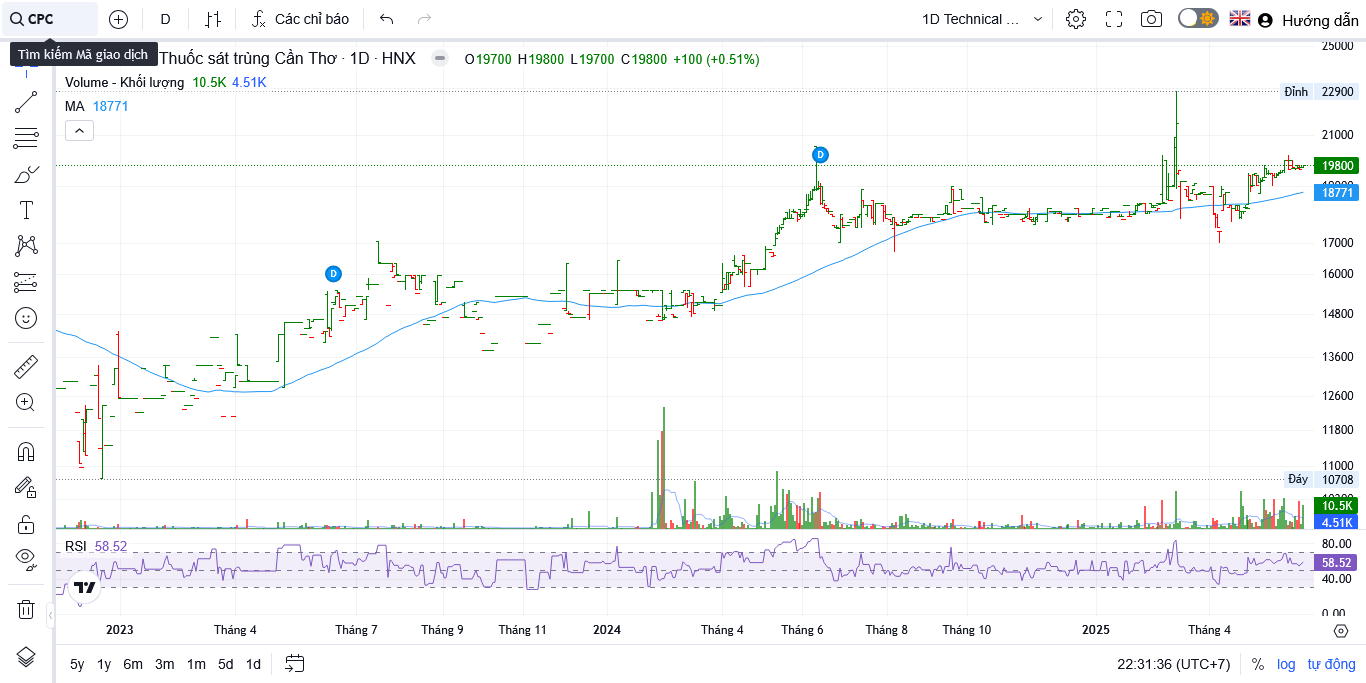 CPC
D
Các chỉ báo
1D Technical ...
Hướng dẫn
Tìm kiếm Mã giao dịch
Thuốc sát trùng Cần Thơ · 1D · HNX
O19700 H19800 L19700 C19800 +100 (+0.51%)
Volume - Khối lượng 10.5K 4.51K
MA 18771
25000
Đỉnh 22900
21000
19800
18771
17000
16000
14800
13600
12600
11800
11000
Đáy 10708
10.5K
4.51K
D
D
RSI 58.52
80.00
58.52
40.00
0.00
2023 Tháng 4 Tháng 7 Tháng 9 Tháng 11 2024 Tháng 4 Tháng 6 Tháng 8 Tháng 10 2025 Tháng 4
5y 1y 6m 3m 1m 5d 1d
22:31:36 (UTC+7) % log tự động